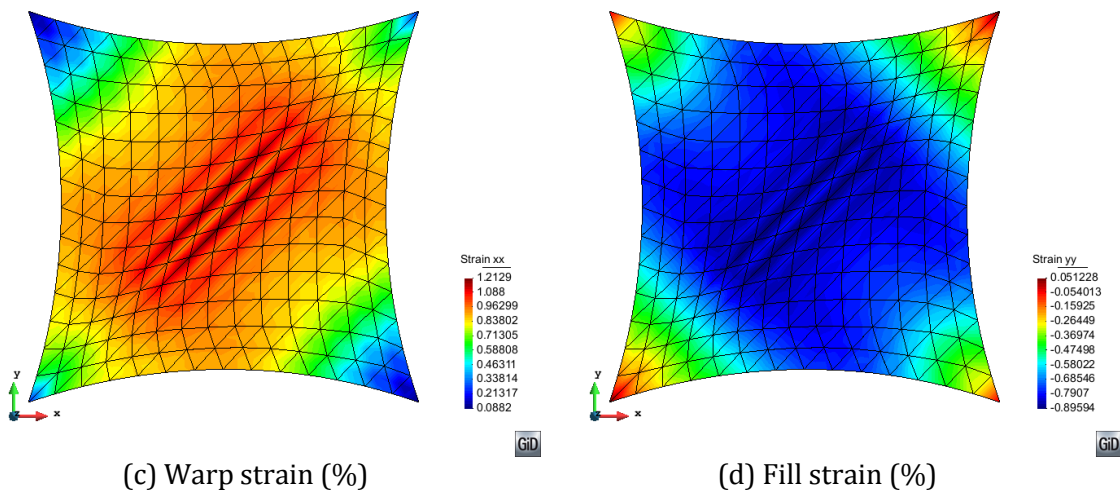 Strain xx
1.2129
1.088
0.96299
0.83802
0.71305
0.58808
0.46311
0.33814
0.21317
0.0882
y
z
x
GiD
(c) Warp strain (%)
Strain yy
0.051228
-0.054013
-0.15925
-0.26449
-0.36974
-0.47498
-0.58022
-0.68546
-0.7907
-0.89594
y
z
x
GiD
(d) Fill strain (%)